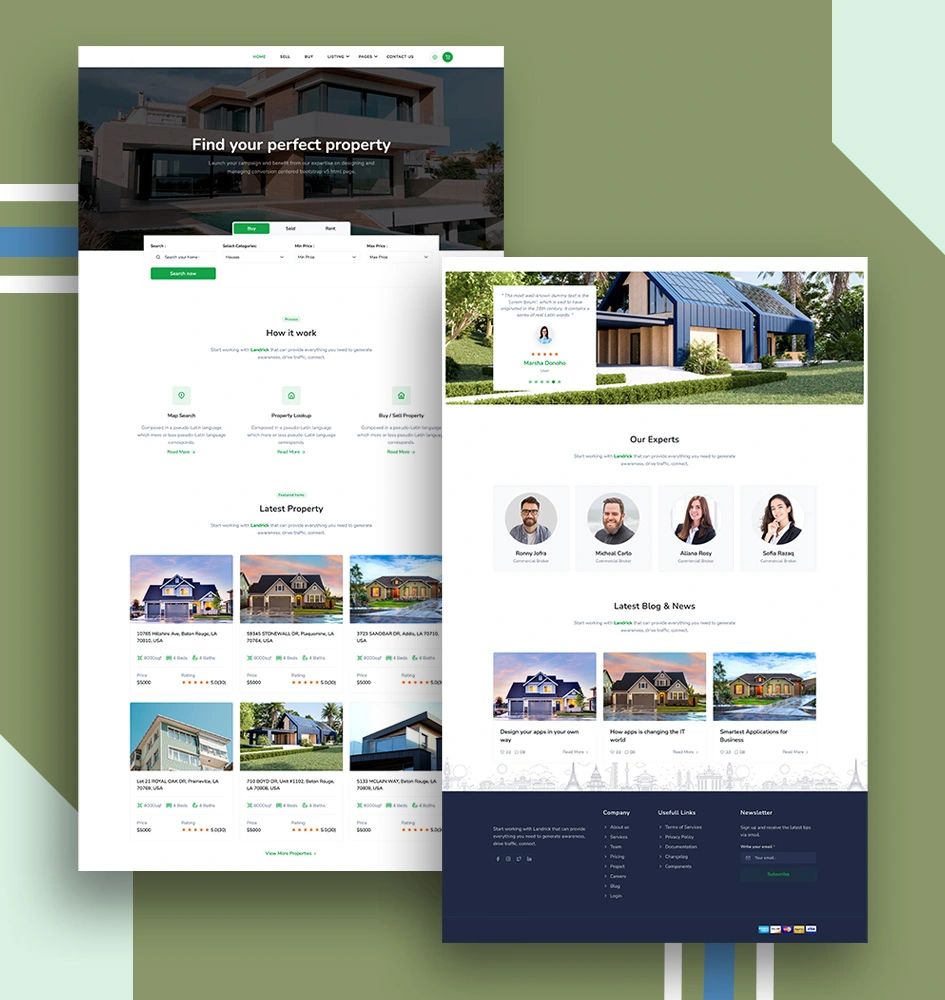 HOME SELL BUY LISTING PAGES CONTACT US
Find your perfect property
Launch your campaign and benefit from our expertise on designing and
managing conversion centered bootstrap v5 html page.
Buy Sold Rent
Search : Select Categories: Min Price : Max Price :
Search your home : Houses Min Price Max Price
Search now
Process
How it work
Start working with Landrick that can provide everything you need to generate
awareness, drive traffic, connect.
Map Search Property Lookup Buy / Sell Property
Composed in a pseudo-Latin language Composed in a pseudo-Latin language Composed in a pseudo-Latin language
which more or less pseudo-Latin language which more or less pseudo-Latin language which more or less pseudo-Latin language
corresponds. corresponds. corresponds.
Read More Read More Read More
Featured Items
Latest Property
Start working with Landrick that can provide everything you need to generate
awareness, drive traffic, connect.
10765 Hillshire Ave, Baton Rouge, LA 59345 STONEWALL DR, Plaquemine, LA 3723 SANDBAR DR, Addis, LA 70710,
70810, USA 70764, USA USA
8000sqf 4 Beds 4 Baths 8000sqf 4 Beds 4 Baths 8000sqf 4 Beds 4 Baths
Price Rating Price Rating Price Rating
$5000 5.0(30) $5000 5.0(30) $5000 5.0(30)
Lot 21 ROYAL OAK DR, Prairieville, LA 710 BOYD DR, Unit #1102, Baton Rouge, 5133 MCLAIN WAY, Baton Rouge,
70769, USA LA 70808, USA LA 70809, USA
8000sqf 4 Beds 4 Baths 8000sqf 4 Beds 4 Baths 8000sqf 4 Beds 4 Baths
Price Rating Price Rating Price Rating
$5000 5.0(30) $5000 5.0(30) $5000 5.0(30)
View More Properties
" The most well-known dummy text is the
'Lorem Ipsum', which is said to have
originated in the 16th century. It contains a
series of real Latin words. "
Marsha Donoho
User
Our Experts
Start working with Landrick that can provide everything you need to generate
awareness, drive traffic, connect.
Ronny Jofra Micheal Carlo Aliana Rosy Sofia Razaq
Commercial Broker Commercial Broker Commercial Broker Commercial Broker
Latest Blog & News
Start working with Landrick that can provide everything you need to generate
awareness, drive traffic, connect.
Design your apps in your own How apps is changing the IT Smartest Applications for
way world Business
33 08 Read More 33 08 Read More 33 08 Read More
Company Usefull Links Newsletter
Start working with Landrick that can provide
everything you need to generate awareness,
drive traffic, connect.
About us
Services
Team
Pricing
Project
Careers
Blog
Login
Terms of Services
Privacy Policy
Documentation
Changelog
Components
Sign up and receive the latest tips
via email.
Write your email *
Your email :
Subscribe